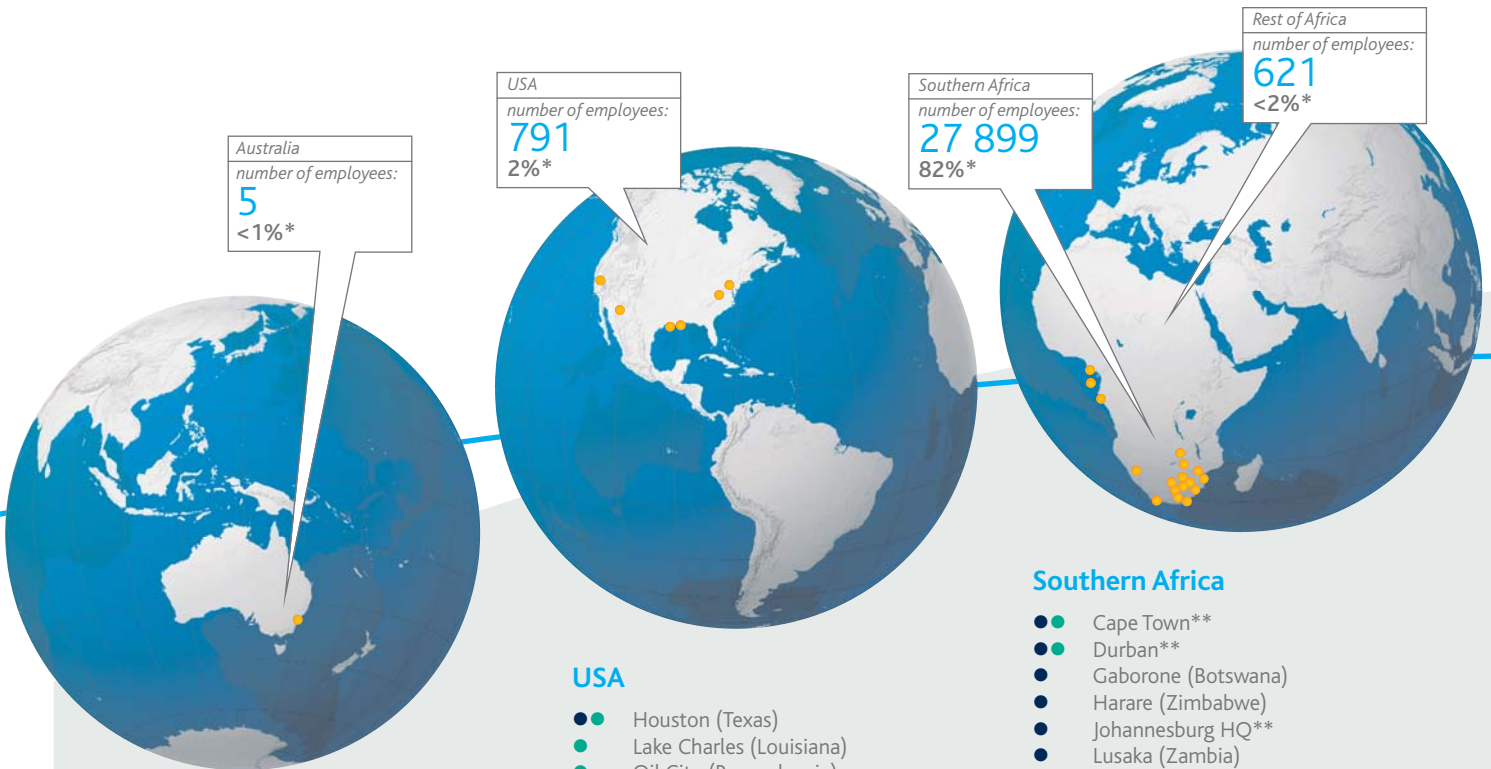 Australia
number of employees:
5
<1%*
USA
number of employees:
791
2%*
Southern Africa
number of employees:
27 899
82%*
Rest of Africa
number of employees:
621
<2%*
USA
Houston (Texas)
Lake Charles (Louisiana)
Southern Africa
Cape Town**
Durban**
Gaborone (Botswana)
Harare (Zimbabwe)
Johannesburg HQ**
Lusaka (Zambia)